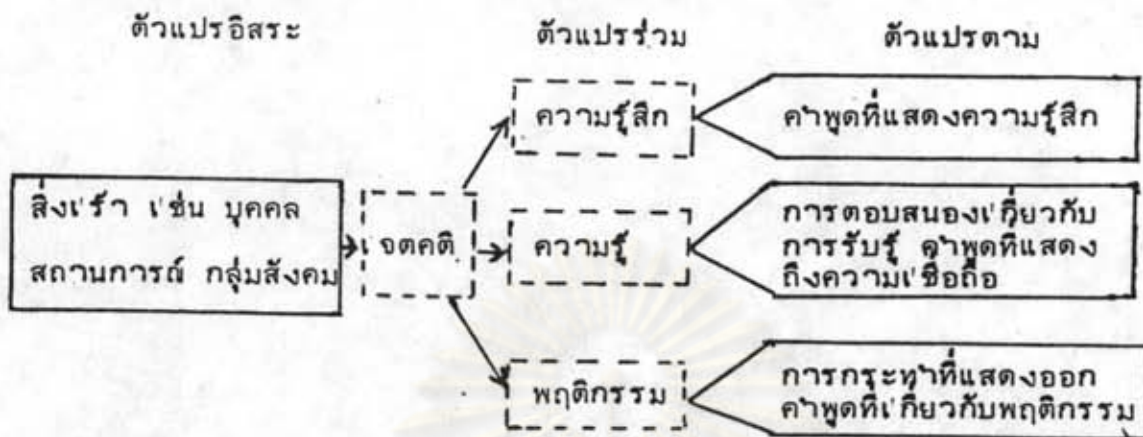 ตัวแปรอิสระ ตัวแปรร่วม ตัวแปรตาม
ความรู้สึก คำพูดที่แสดงความรู้สึก
สิ่งเร้า เช่น บุคคล
สถานการณ์ กลุ่มสังคม
จตคติ
ความรู้
การตอบสนองเกี่ยวกับ
การรับรู้ คำพูดที่แสดง
ถึงความเชื่อถือ
พฤติกรรม
การกระทำที่แสดงออก
คำพูดที่เกี่ยวกับพฤติกรรม